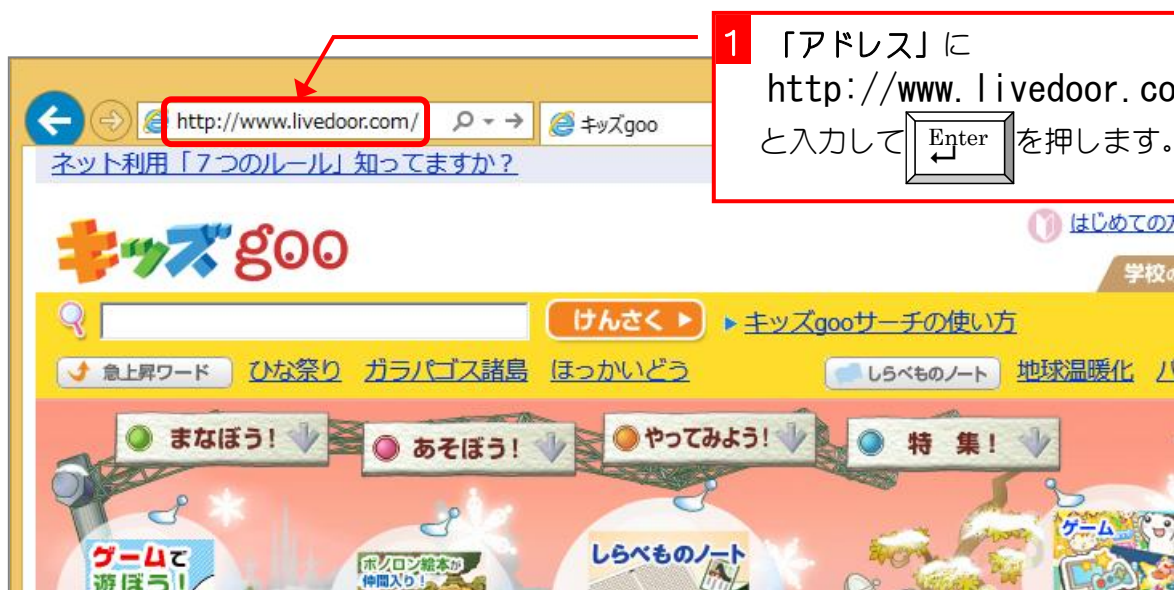 1 「アドレス」に
http://www.livedoor.co
と入力して Enter を押します。
http://www.livedoor.com/
キッズgoo
ネット利用「７つのルール」知ってますか？
キッズgoo
はじめての
学校
けんさく
キッズgooサーチの使い方
急上昇ワード ひな祭り ガラパゴス諸島 ほっかいどう
しらべものノート 地球温暖化
まなぼう！
あそぼう！
やってみよう！
特 集！
ゲームで
遊ぼう！
ポノロン絵本が
仲間入り！
しらべものノート
ゲーム